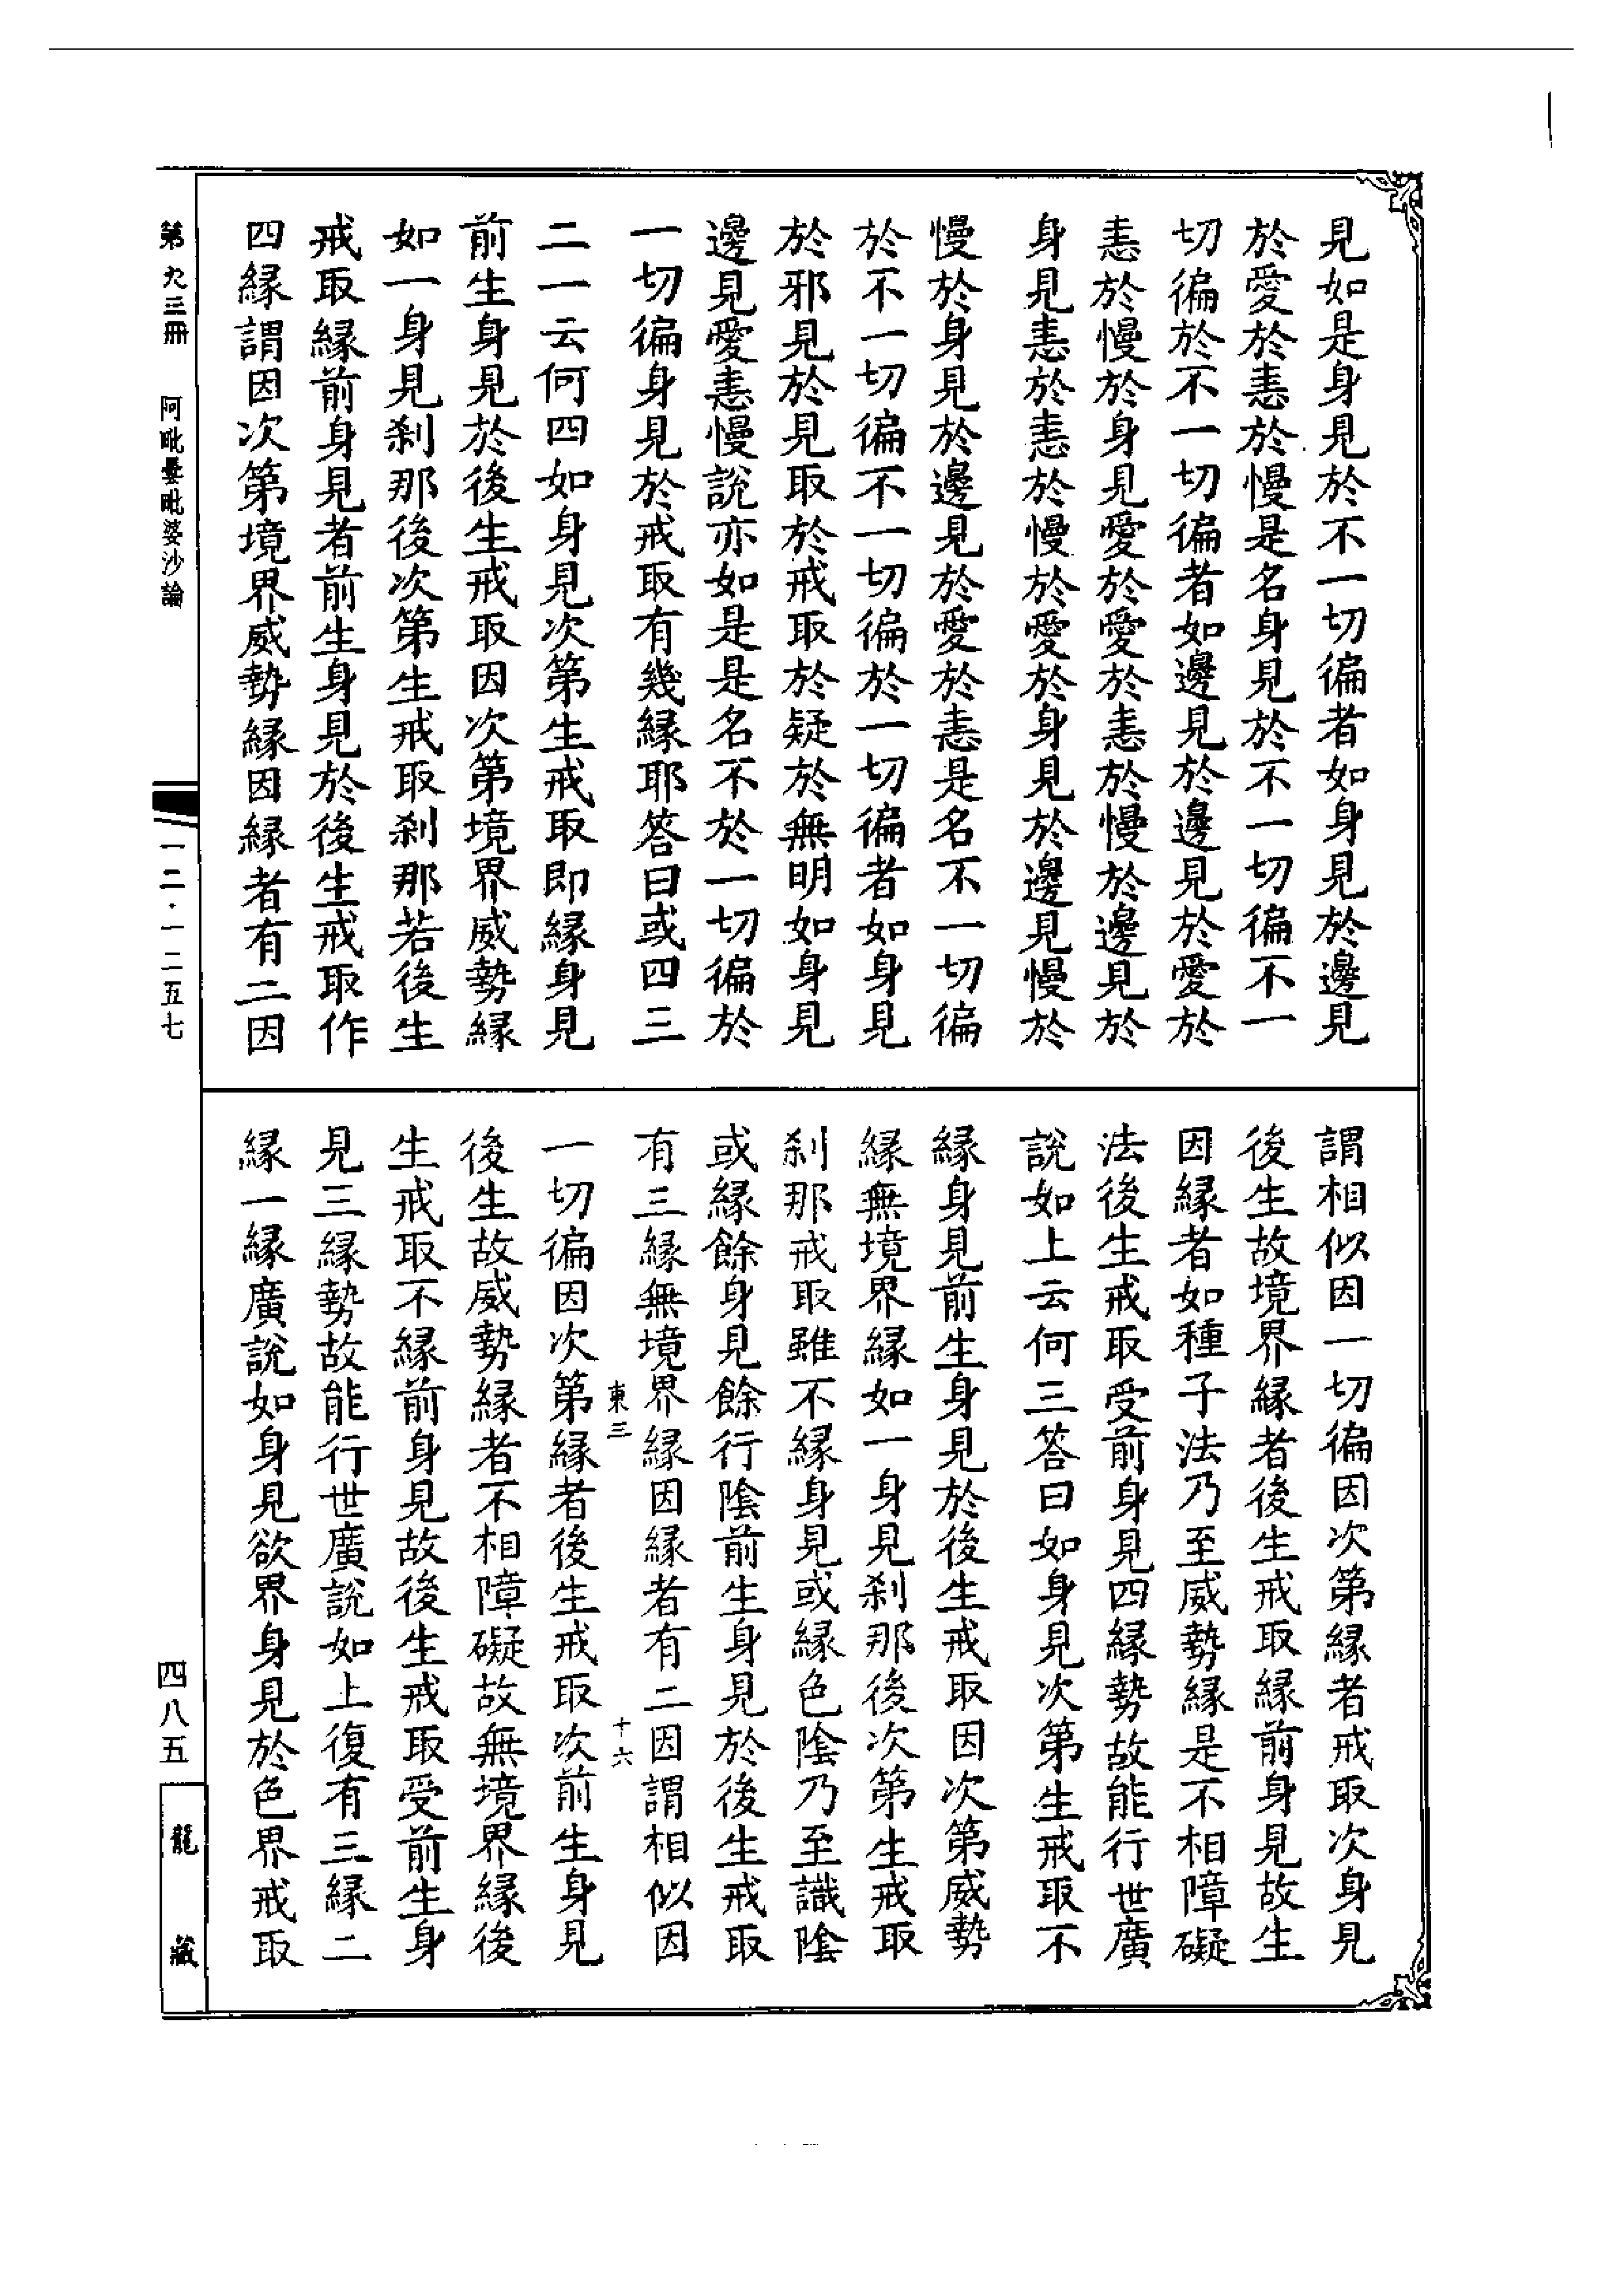 見如是身見於不一切徧者如身見於邊見
於愛於恚於慢是名身見於不一切徧不一
切徧於不一切徧者如邊見於邊見於愛於
恚於慢於身見愛於愛於恚於慢於邊見於
身見恚於恚於慢於愛於身見於邊見慢於
慢於身見於邊見於愛於恚是名不一切徧
於不一切徧不一切徧於一切徧者如身見
於邪見於見取於戒取於疑於無明如身見
邊見愛恚慢說亦如是是名不於一切徧於
一切徧身見於戒取有幾緣耶答曰或四三
二一云何四如身見次第生戒取即緣身見
前生身見於後生戒取因次第境界威勢緣
如一身見剎那後次第生戒取剎那若後生
戒取緣前身見者前生身見於後生戒取作
四緣謂因次第境界威勢緣因緣者有二因
謂相似因一切徧因次第緣者戒取次身見
後生故境界緣者後生戒取緣前身見故生
因緣者如種子法乃至威勢緣是不相障礙
法後生戒取受前身見四緣勢故能行世廣
說如上云何三答曰如身見次第生戒取不
緣身見前生身見於後生戒取因次第威勢
緣無境界緣如一身見剎那後次第生戒取
剎那戒取雖不緣身見或緣色陰乃至識陰
或緣餘身見餘行陰前生身見於後生戒取
有三緣無境界緣因緣者有二因謂相似因
東三 十六
一切徧因次第緣者後生戒取次前生身見
後生故威勢緣者不相障礙故無境界緣後
生戒取不緣前身見故後生戒取受前生身
見三緣勢故能行世廣說如上復有三緣二
緣一緣廣說如身見欲界身見於色界戒取
第九三冊 阿毗曇毗婆沙論 一二・一二五七
四八五 龍藏